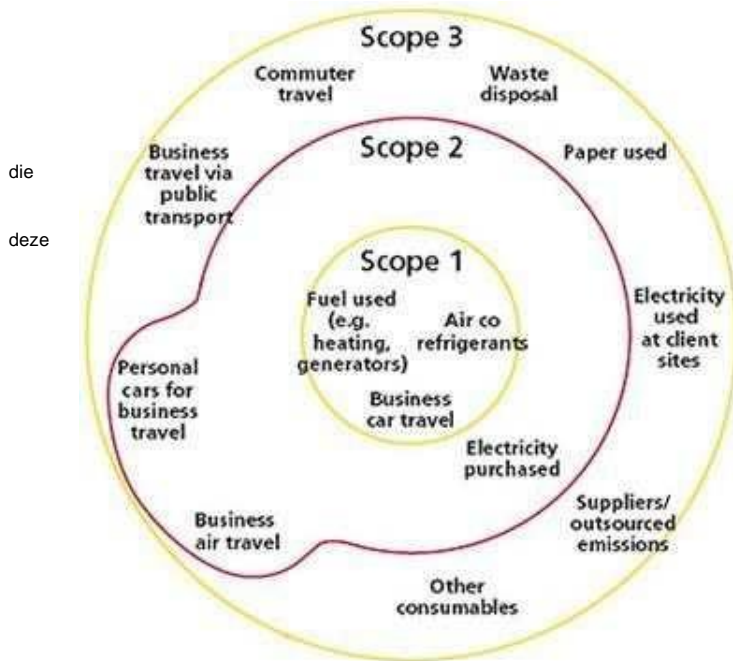 die
deze
Scope 3
Commuter
travel
Waste
disposal
Business
travel via
public
transport
Scope 2
Paper used
Scope 1
Fuel used
(e.g.
heating,
generators)
Air co
refrigerants
Business
car travel
Electricity
used
at client
sites
Personal
cars for
business
travel
Electricity
purchased
Business
air travel
Suppliers/
outsourced
emissions
Other
consumables